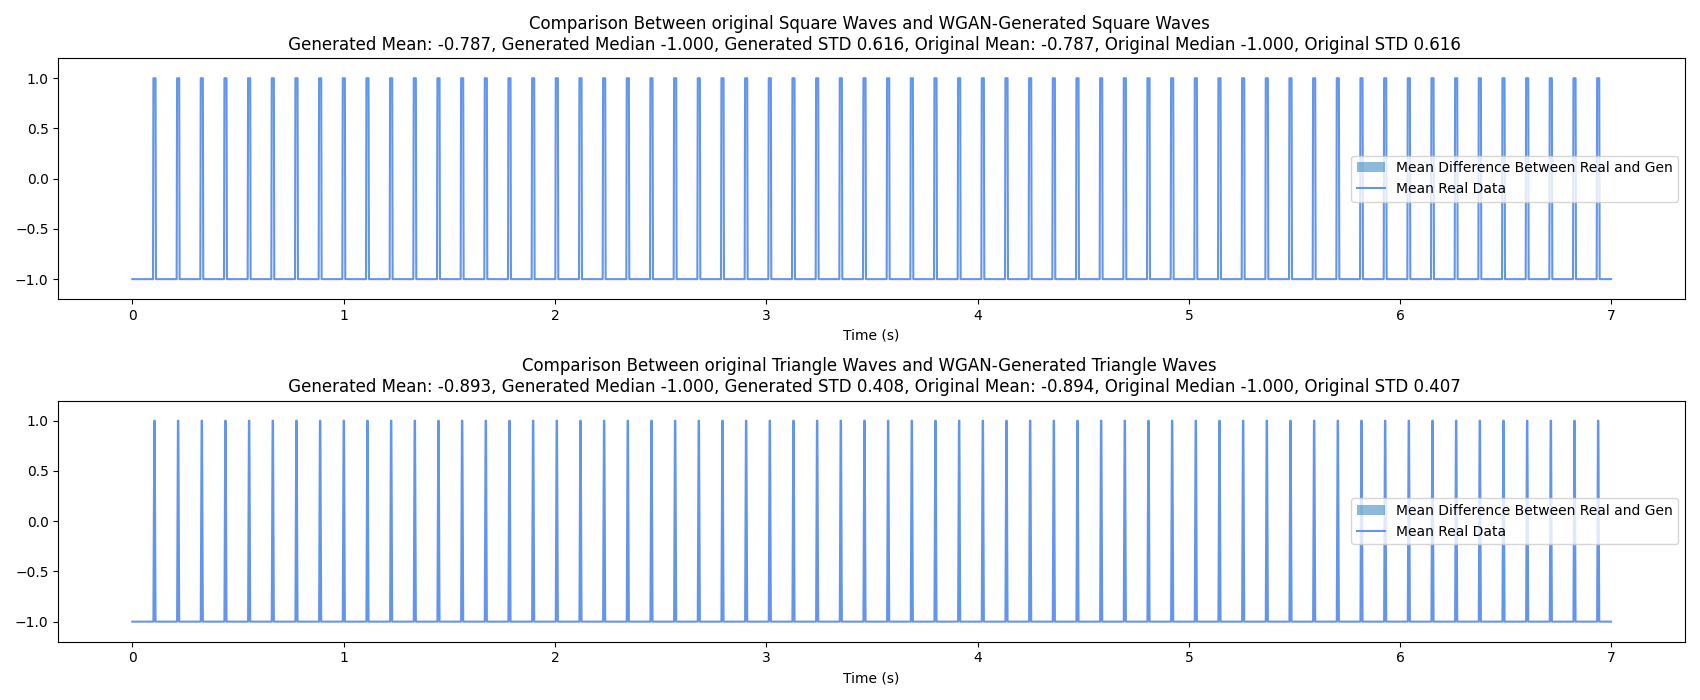 Comparison Between original Square Waves and WGAN-Generated Square Waves
Generated Mean: -0.787, Generated Median -1.000, Generated STD 0.616, Original Mean: -0.787, Original Median -1.000, Original STD 0.616
1.0
0.5
0.0
−0.5
−1.0
Mean Difference Between Real and Gen
Mean Real Data
0 1 2 3 4 5 6 7
Time (s)
Comparison Between original Triangle Waves and WGAN-Generated Triangle Waves
Generated Mean: -0.893, Generated Median -1.000, Generated STD 0.408, Original Mean: -0.894, Original Median -1.000, Original STD 0.407
1.0
0.5
0.0
−0.5
−1.0
Mean Difference Between Real and Gen
Mean Real Data
0 1 2 3 4 5 6 7
Time (s)